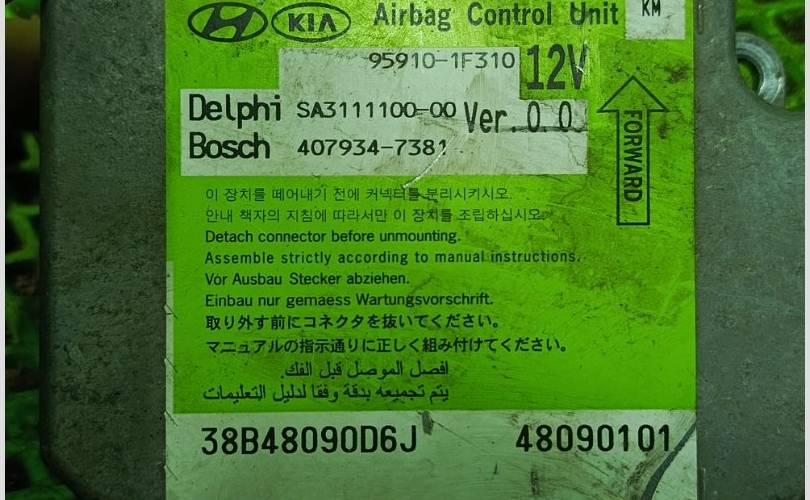 KIA Airbag Control Unit KM
95910-1F310 12V
Delphi SA3111100-00 Ver. 0.0
Bosch 407934-7381
FORWARD
이 장치를 떼어내기 전에 커넥터를 분리시키시오.
안내 책자의 지침에 따라서만 이 장치를 조립하십시오.
Detach connector before unmounting.
Assemble strictly according to manual instructions.
Vor Ausbau Stecker abziehen.
Einbau nur gemaess Wartungsvorschrift.
取り外す前にコネクタを抜いてください。
マニュアルの指示通りに正しく組み付けてください。
افصل الموصل قبل الفك.
يتم تجميعه بدقة وفقا لدليل التعليمات
38B48090D6J 48090101